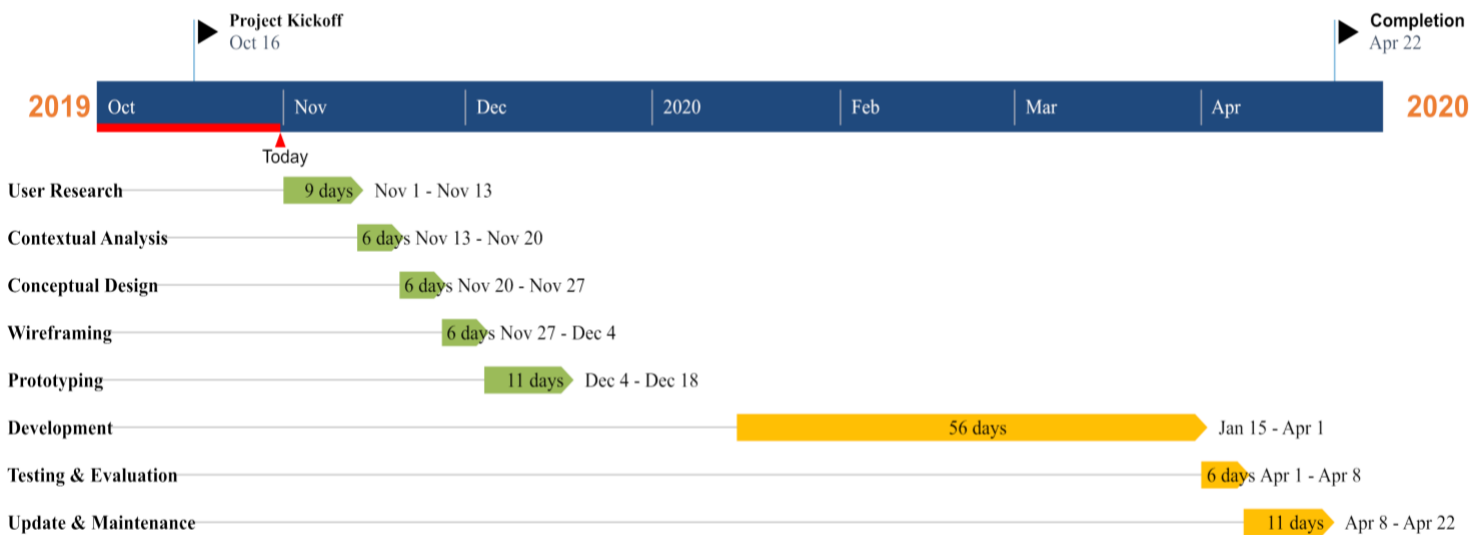 Project Kickoff
Oct 16
Completion
Apr 22
2019 Oct Nov Dec 2020 Feb Mar Apr 2020
Today
User Research 9 days Nov 1 - Nov 13
Contextual Analysis 6 days Nov 13 - Nov 20
Conceptual Design 6 days Nov 20 - Nov 27
Wireframing 6 days Nov 27 - Dec 4
Prototyping 11 days Dec 4 - Dec 18
Development 56 days Jan 15 - Apr 1
Testing & Evaluation 6 days Apr 1 - Apr 8
Update & Maintenance 11 days Apr 8 - Apr 22